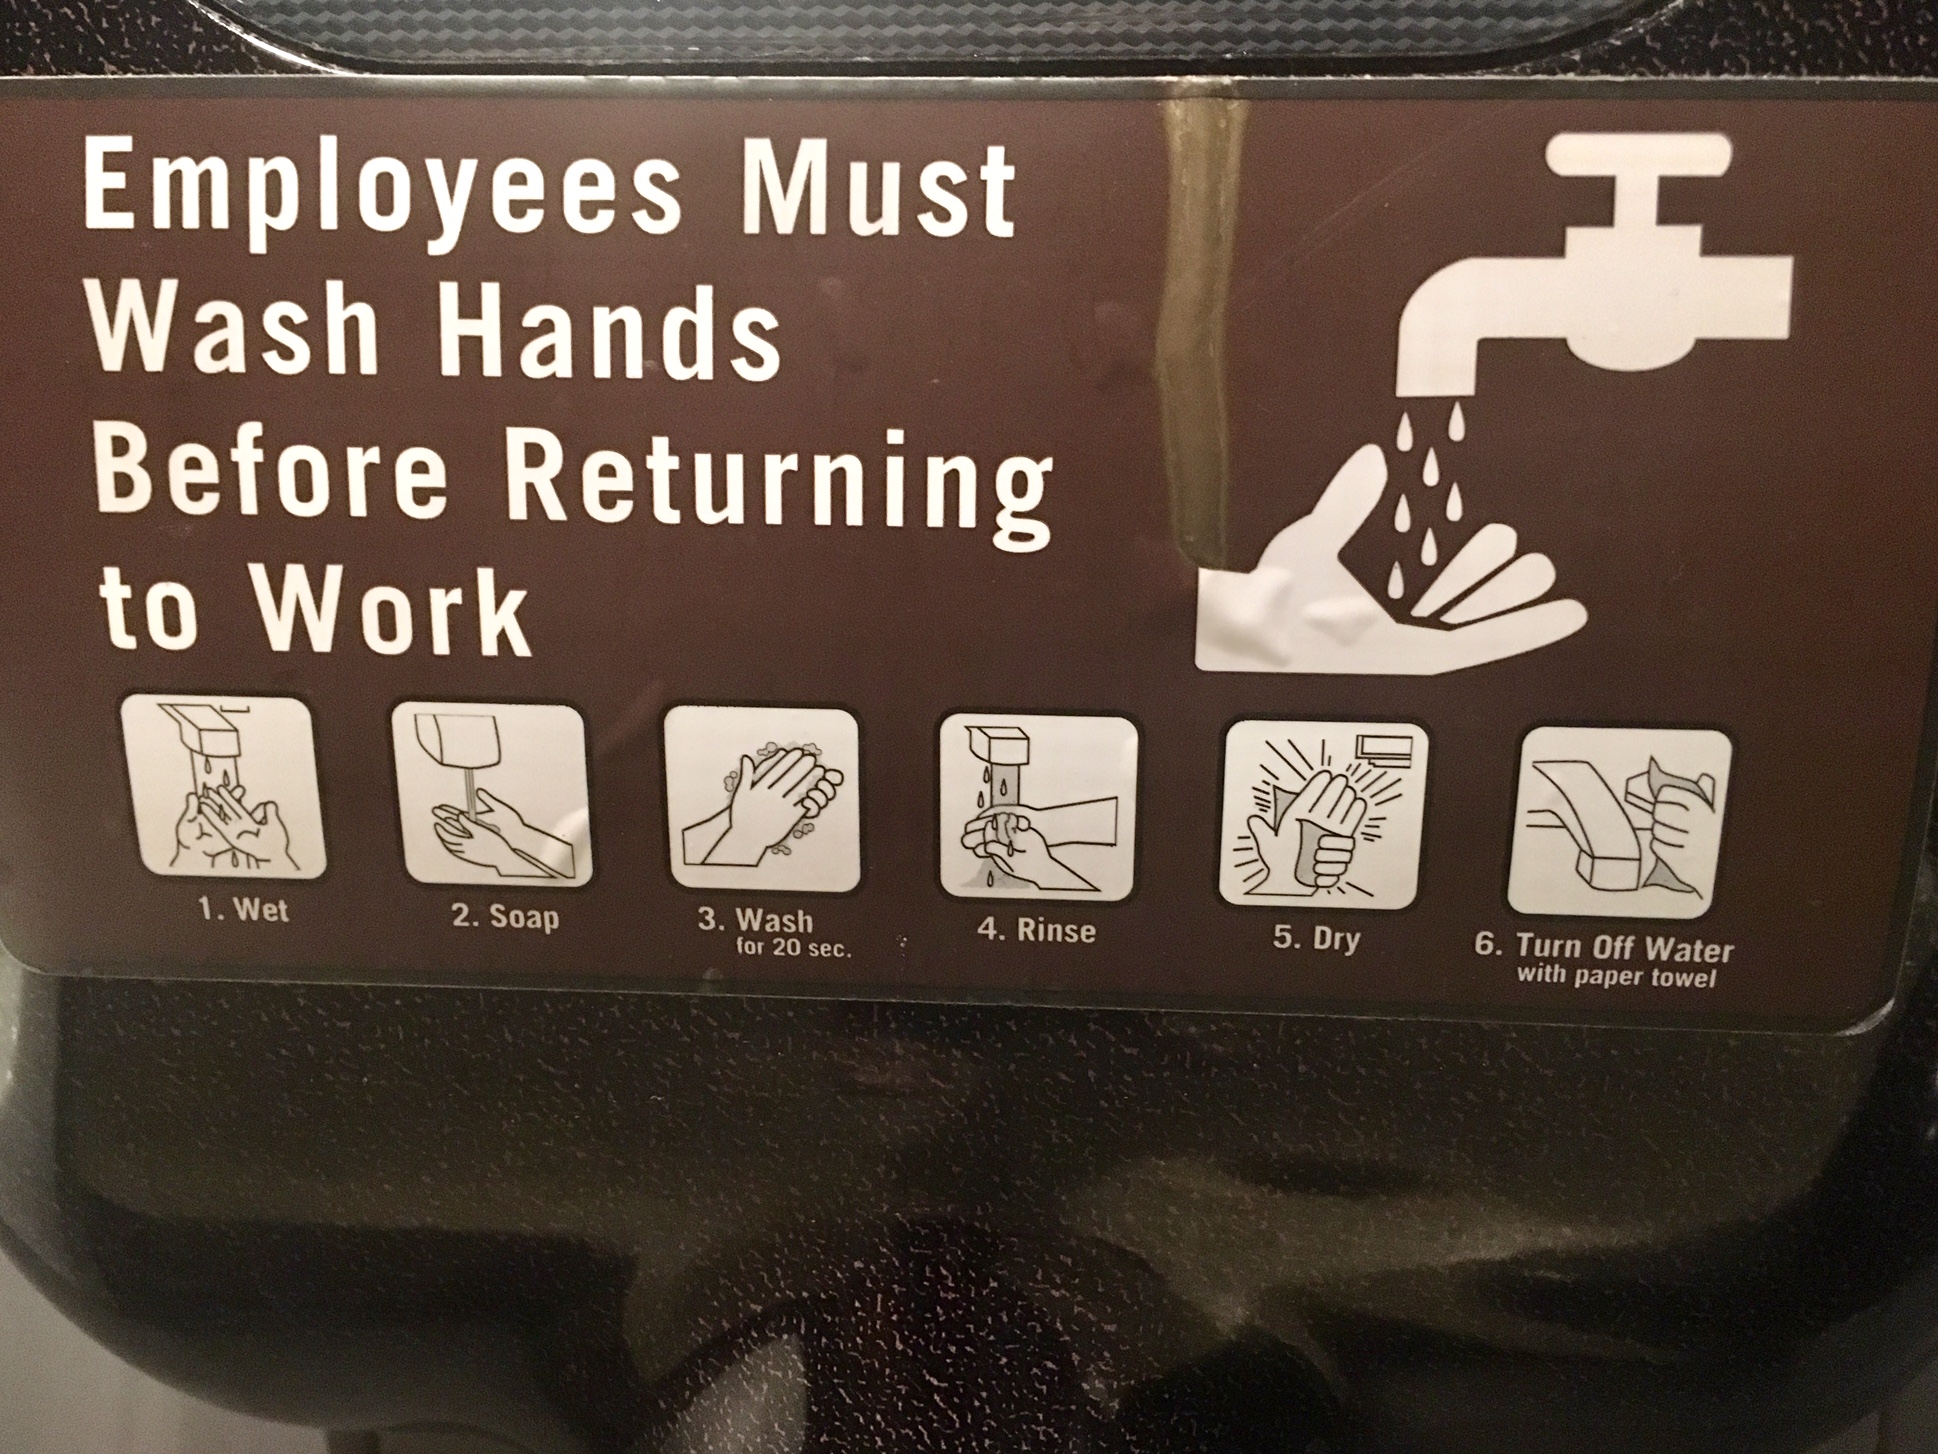 Employees Must
Wash Hands
Before Returning
to Work
1. Wet
2. Soap
3. Wash
for 20 sec.
4. Rinse
5. Dry
6. Turn Off Water
with paper towel